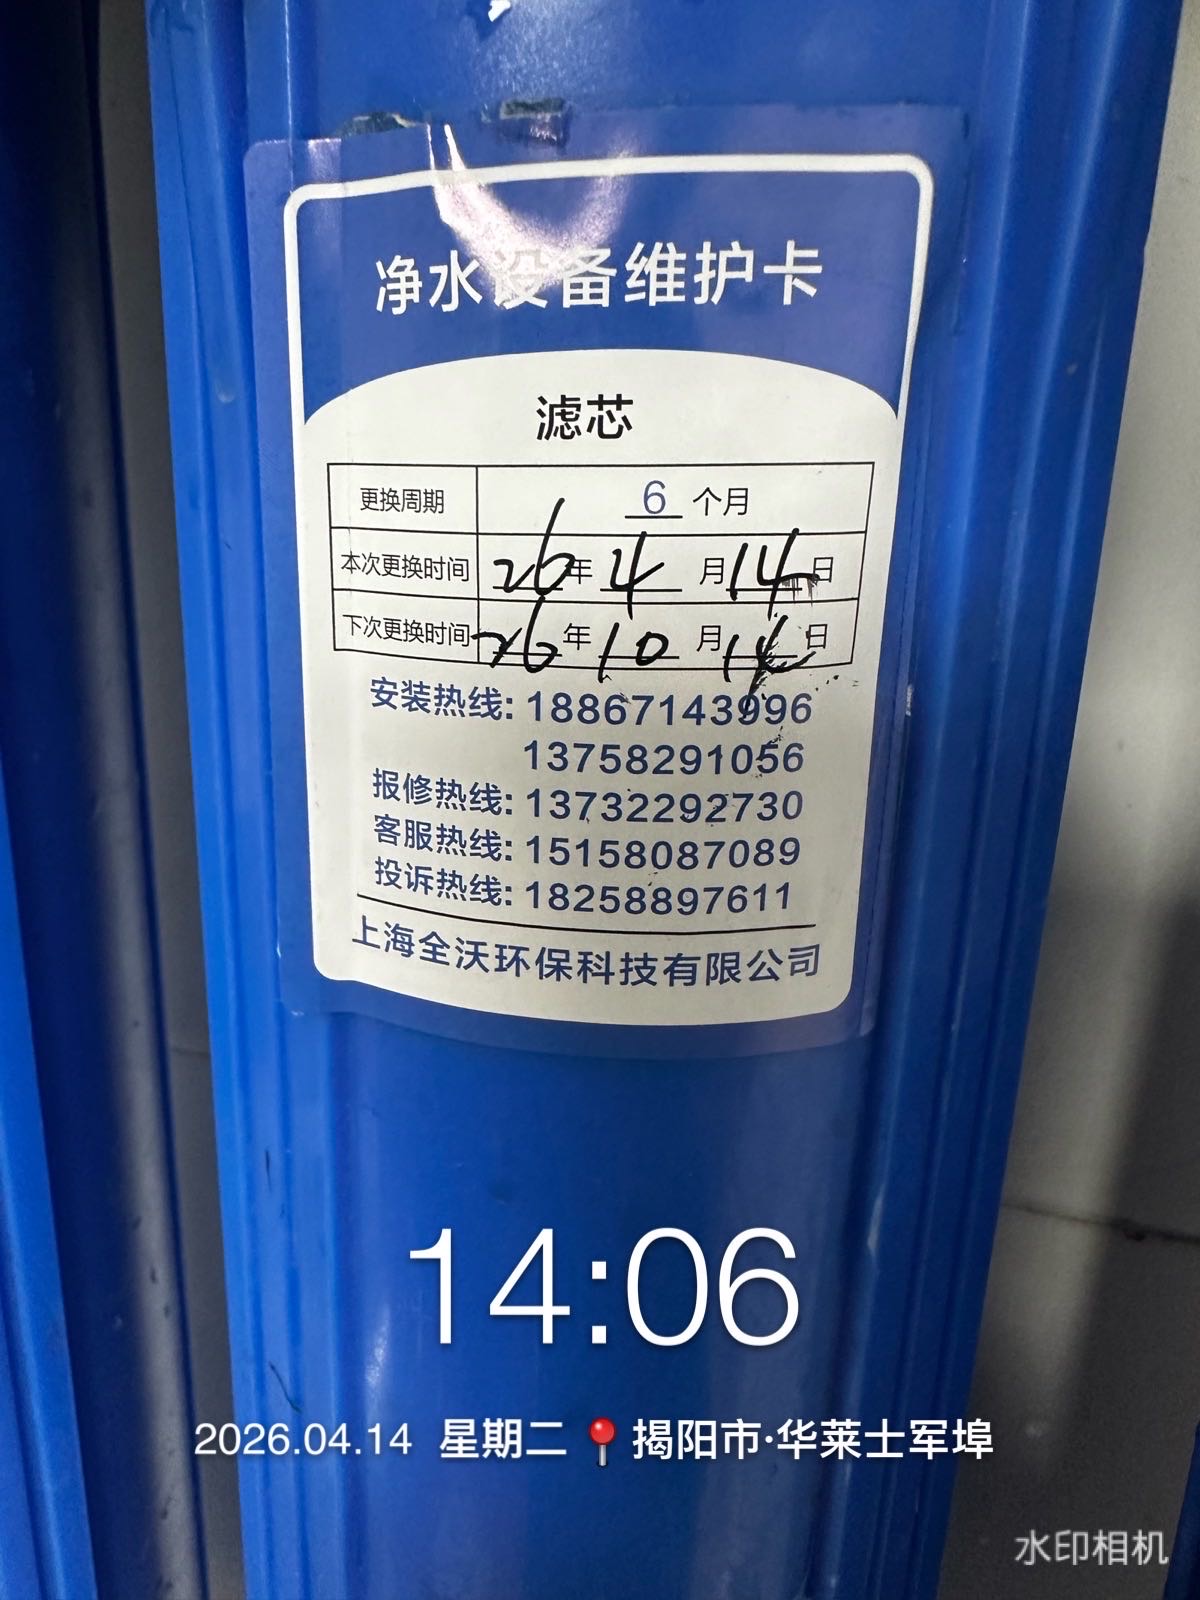 净水设备维护卡
滤芯
更换周期 6 个月
本次更换时间 26年 4 月 14 日
下次更换时间 26年 10 月 14 日
安装热线: 18867143996
13758291056
报修热线: 13732292730
客服热线: 15158087089
投诉热线: 18258897611
上海全沃环保科技有限公司
14:06
2026.04.14 星期二 📍 揭阳市·华莱士军埠
水印相机